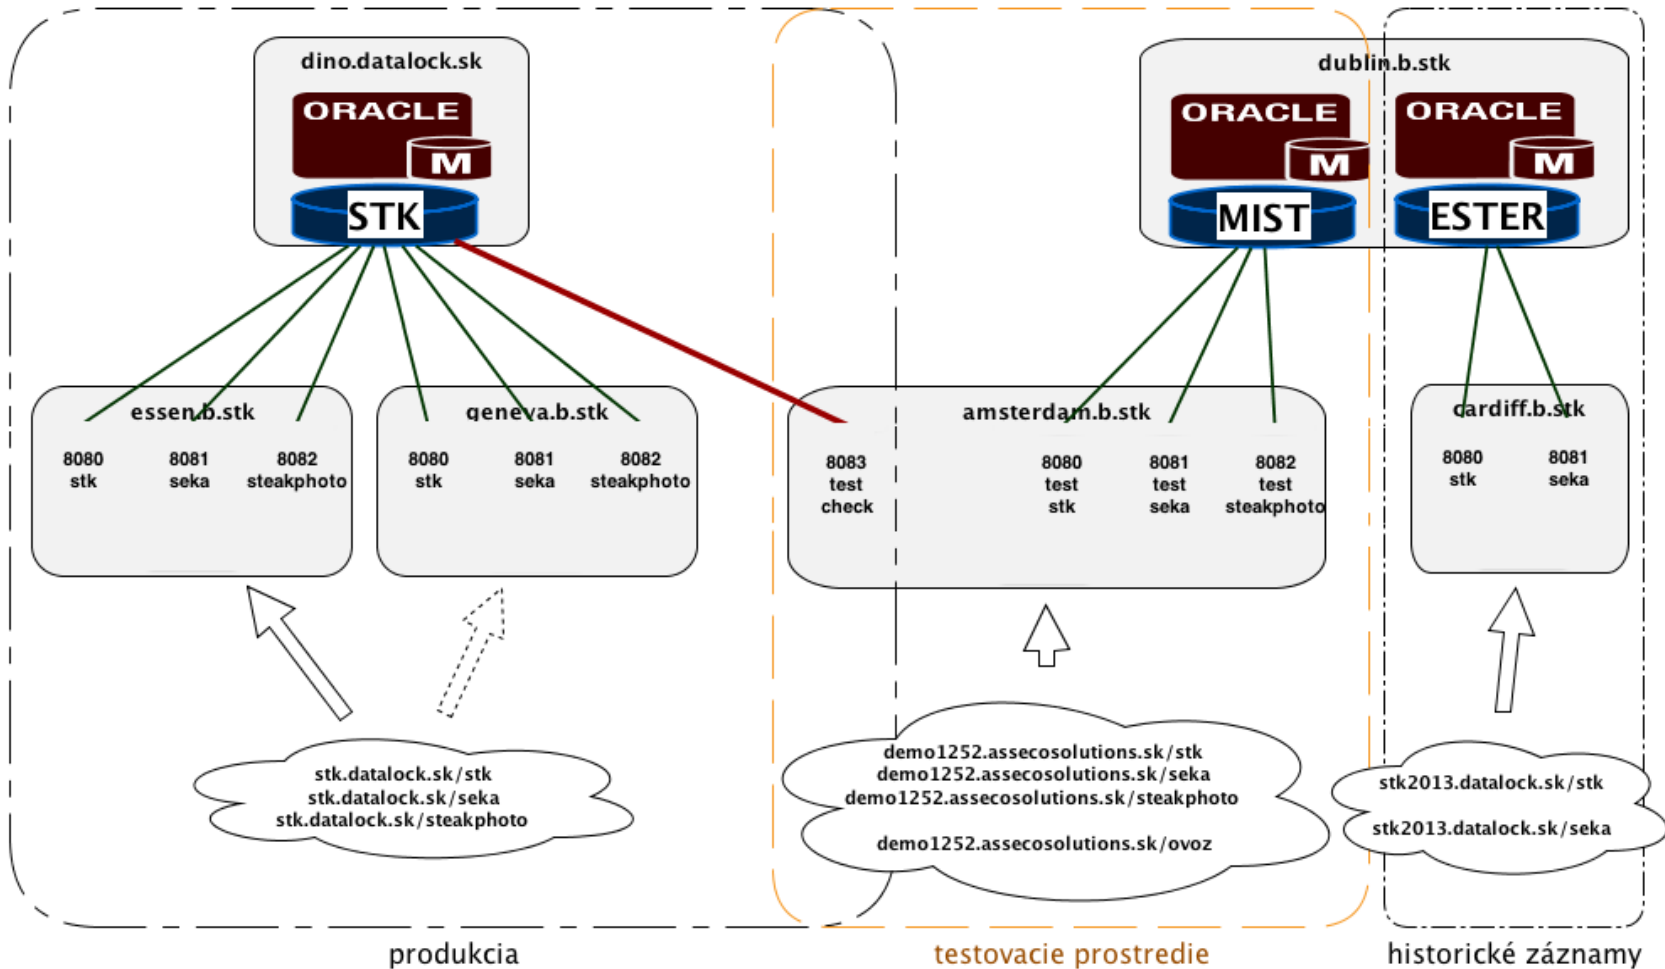 dino.datalock.sk
ORACLE
M
STK
dublin.b.stk
ORACLE
M
MIST
ORACLE
M
ESTER
essen.b.stk
8080
stk
8081
seka
8082
steakphoto
geneva.b.stk
8080
stk
8081
seka
8082
steakphoto
amsterdam.b.stk
8083
test
check
8080
test
stk
8081
test
seka
8082
test
steakphoto
cardiff.b.stk
8080
stk
8081
seka
stk.datalock.sk/stk
stk.datalock.sk/seka
stk.datalock.sk/steakphoto
demo1252.assecosolutions.sk/stk
demo1252.assecosolutions.sk/seka
demo1252.assecosolutions.sk/steakphoto
demo1252.assecosolutions.sk/ovoz
stk2013.datalock.sk/stk
stk2013.datalock.sk/seka
produkcia
testovacie prostredie
historické záznamy